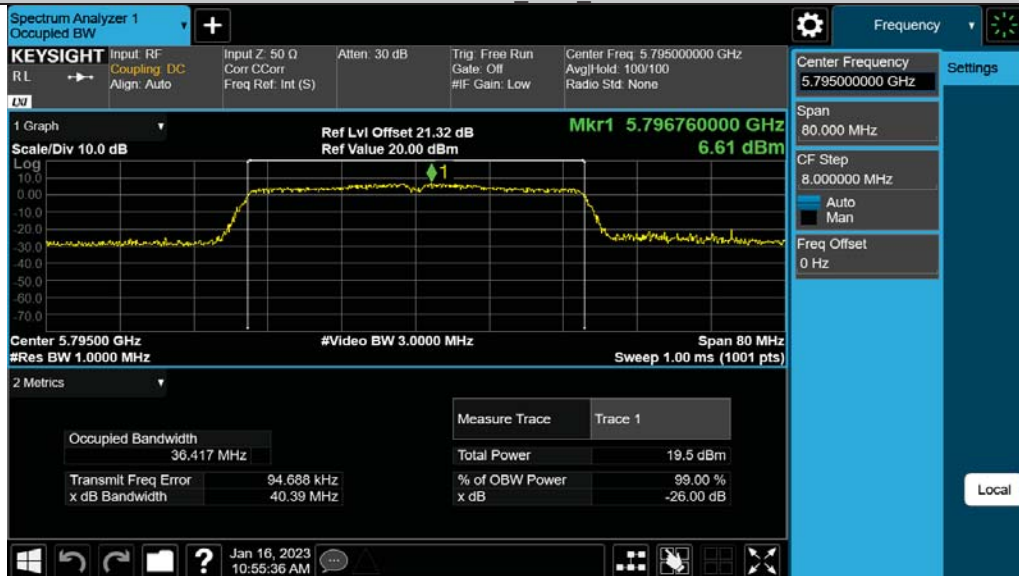 Spectrum Analyzer 1
Occupied BW
Frequency
KEYSIGHT
RL
LXI
Input: RF
Coupling: DC
Align: Auto
Input Z: 50 Ω
Corr CCorr
Freq Ref: Int (S)
Atten: 30 dB
Trig: Free Run
Gate: Off
#IF Gain: Low
Center Freq: 5.795000000 GHz
Avg|Hold: 100/100
Radio Std: None
Center Frequency
5.795000000 GHz
Settings
Span
80.000 MHz
CF Step
8.000000 MHz
Auto
Man
Freq Offset
0 Hz
Local
1 Graph
Scale/Div 10.0 dB
Ref Lvl Offset 21.32 dB
Ref Value 20.00 dBm
Mkr1 5.796760000 GHz
6.61 dBm
Log
10.0
0.00
-10.0
-20.0
-30.0
-40.0
-50.0
-60.0
-70.0
1
Center 5.79500 GHz
#Res BW 1.0000 MHz
#Video BW 3.0000 MHz
Span 80 MHz
Sweep 1.00 ms (1001 pts)
2 Metrics
Measure Trace Trace 1
Occupied Bandwidth
36.417 MHz
Total Power 19.5 dBm
Transmit Freq Error 94.688 kHz
% of OBW Power 99.00 %
x dB Bandwidth 40.39 MHz
x dB -26.00 dB
?
Jan 16, 2023
10:55:36 AM